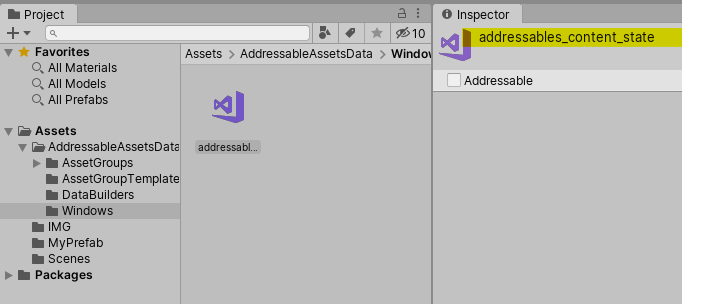 Project
10
Favorites
All Materials
All Models
All Prefabs
Assets
AddressableAssetsData
AssetGroups
AssetGroupTemplate
DataBuilders
Windows
IMG
MyPrefab
Scenes
Packages
Assets > AddressableAssetsData > Window
addressabl...
Inspector
addressables_content_state
Addressable